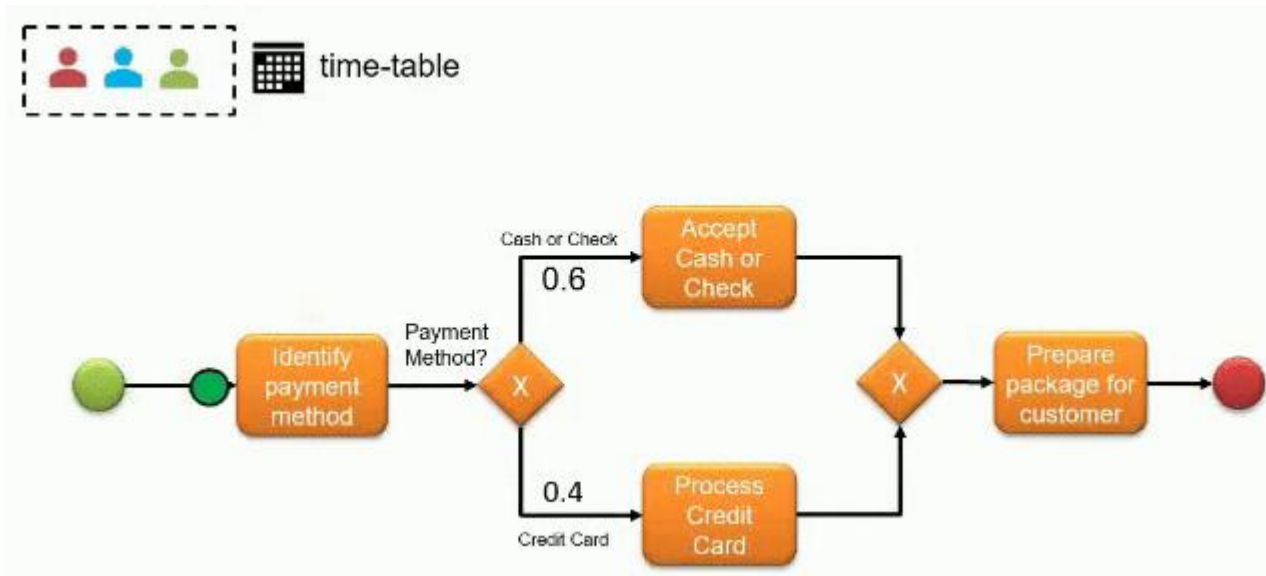 time-table
Cash or Check
0.6
Accept
Cash or
Check
Payment
Method?
Identify
payment
method
X
X
Prepare
package for
customer
0.4
Credit Card
Process
Credit
Card